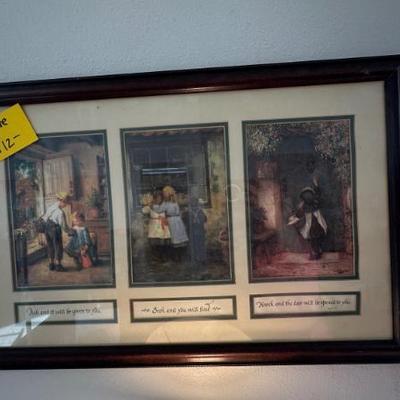 12-
Ask and it will be given to you.
Seek and you will find
Knock and the door will be opened to you.